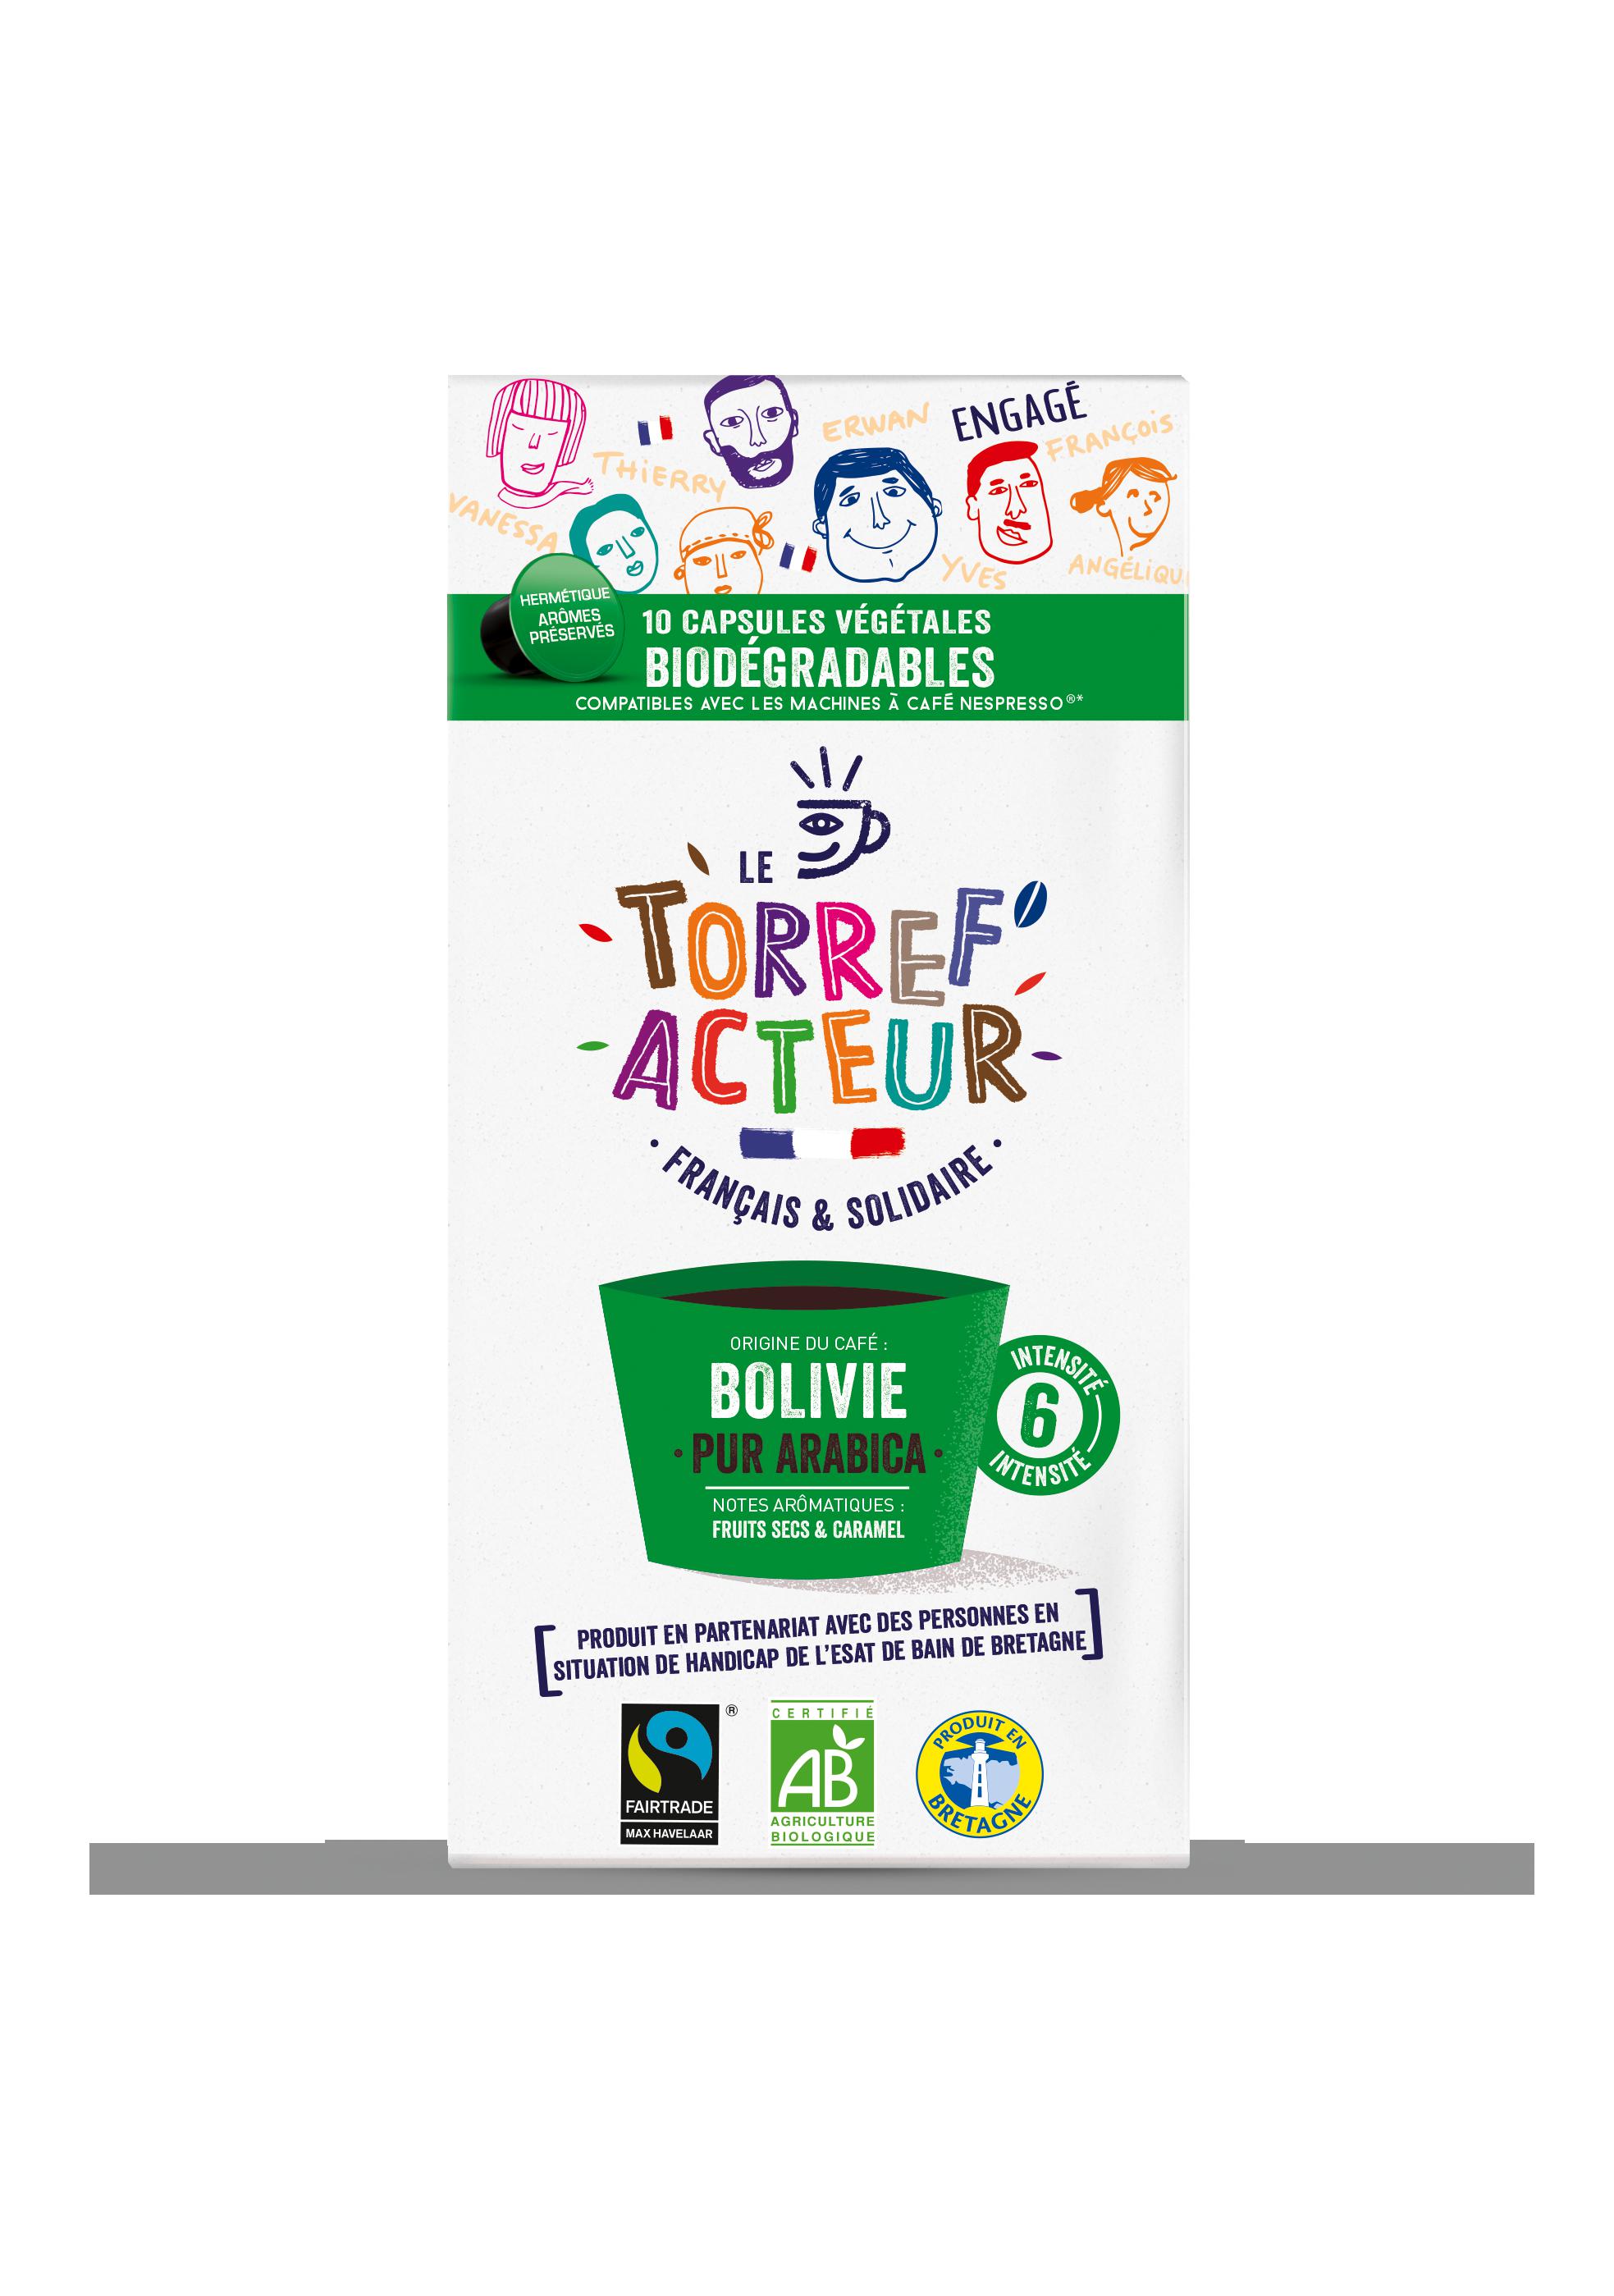 ENGAGÉ
ERWAN
FRANÇOIS
THIERRY
VANESSA
YVES
ANGÉLIQU
HERMÉTIQUE
ARÔMES
PRÉSERVÉS
10 CAPSULES VÉGÉTALES
BIODÉGRADABLES
COMPATIBLES AVEC LES MACHINES À CAFÉ NESPRESSO®*
LE
TORREF
ACTEUR
• FRANÇAIS & SOLIDAIRE •
ORIGINE DU CAFÉ :
BOLIVIE
• PUR ARABICA •
NOTES ARÔMATIQUES :
FRUITS SECS & CARAMEL
INTENSITÉ
6
INTENSITÉ
[PRODUIT EN PARTENARIAT AVEC DES PERSONNES EN
SITUATION DE HANDICAP DE L'ESAT DE BAIN DE BRETAGNE]
®
FAIRTRADE
MAX HAVELAAR
CERTIFIÉ
AB
AGRICULTURE
BIOLOGIQUE
PRODUIT EN
BRETAGNE